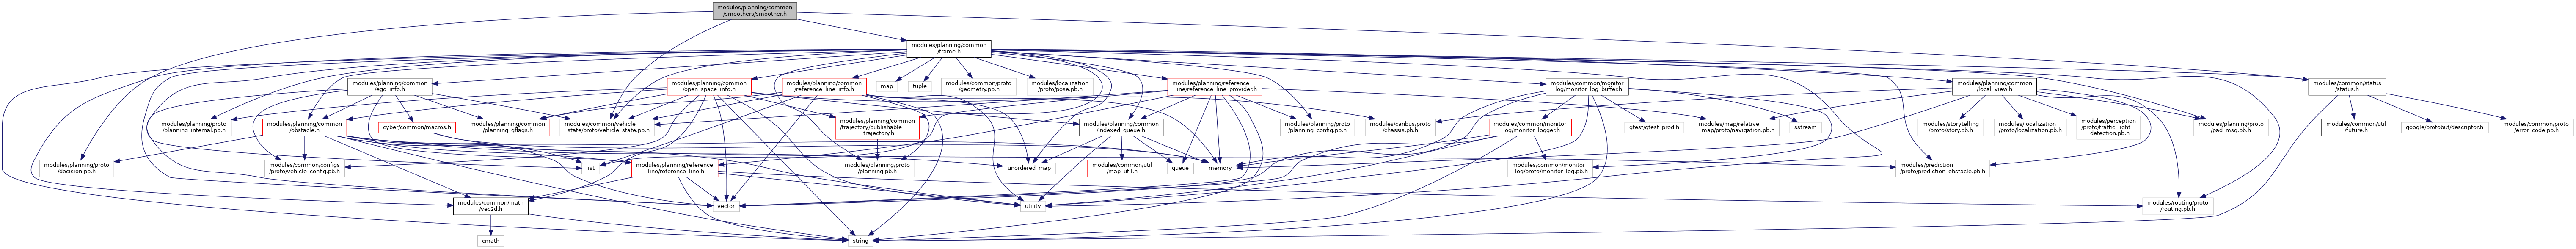 modules/planning/common
/smoothers/smoother.h
modules/planning/common
/frame.h
modules/planning/common
/ego_info.h
modules/planning/common
/open_space_info.h
modules/planning/common
/reference_line_info.h
map
tuple
modules/common/proto
/geometry.pb.h
modules/localization
/proto/pose.pb.h
modules/planning/reference
_line/reference_line_provider.h
modules/common/monitor
_log/monitor_log_buffer.h
modules/planning/common
/local_view.h
modules/common/status
/status.h
modules/planning/proto
/planning_internal.pb.h
modules/planning/common
/obstacle.h
cyber/common/macros.h
modules/planning/common
/planning_gflags.h
modules/common/vehicle
_state/proto/vehicle_state.pb.h
modules/planning/common
/trajectory/publishable
_trajectory.h
modules/planning/common
/indexed_queue.h
modules/planning/proto
/planning_config.pb.h
modules/canbus/proto
/chassis.pb.h
modules/common/monitor
_log/monitor_logger.h
gtest/gtest_prod.h
modules/map/relative
_map/proto/navigation.pb.h
sstream
modules/storytelling
/proto/story.pb.h
modules/localization
/proto/localization.pb.h
modules/perception
/proto/traffic_light
_detection.pb.h
modules/planning/proto
/pad_msg.pb.h
modules/common/util
/future.h
google/protobuf/descriptor.h
modules/common/proto
/error_code.pb.h
modules/planning/proto
/decision.pb.h
modules/common/configs
/proto/vehicle_config.pb.h
list
modules/planning/reference
_line/reference_line.h
modules/planning/proto
/planning.pb.h
unordered_map
modules/common/util
/map_util.h
queue
memory
modules/common/monitor
_log/proto/monitor_log.pb.h
modules/prediction
/proto/prediction_obstacle.pb.h
modules/common/math
/vec2d.h
vector
utility
modules/routing/proto
/routing.pb.h
cmath
string